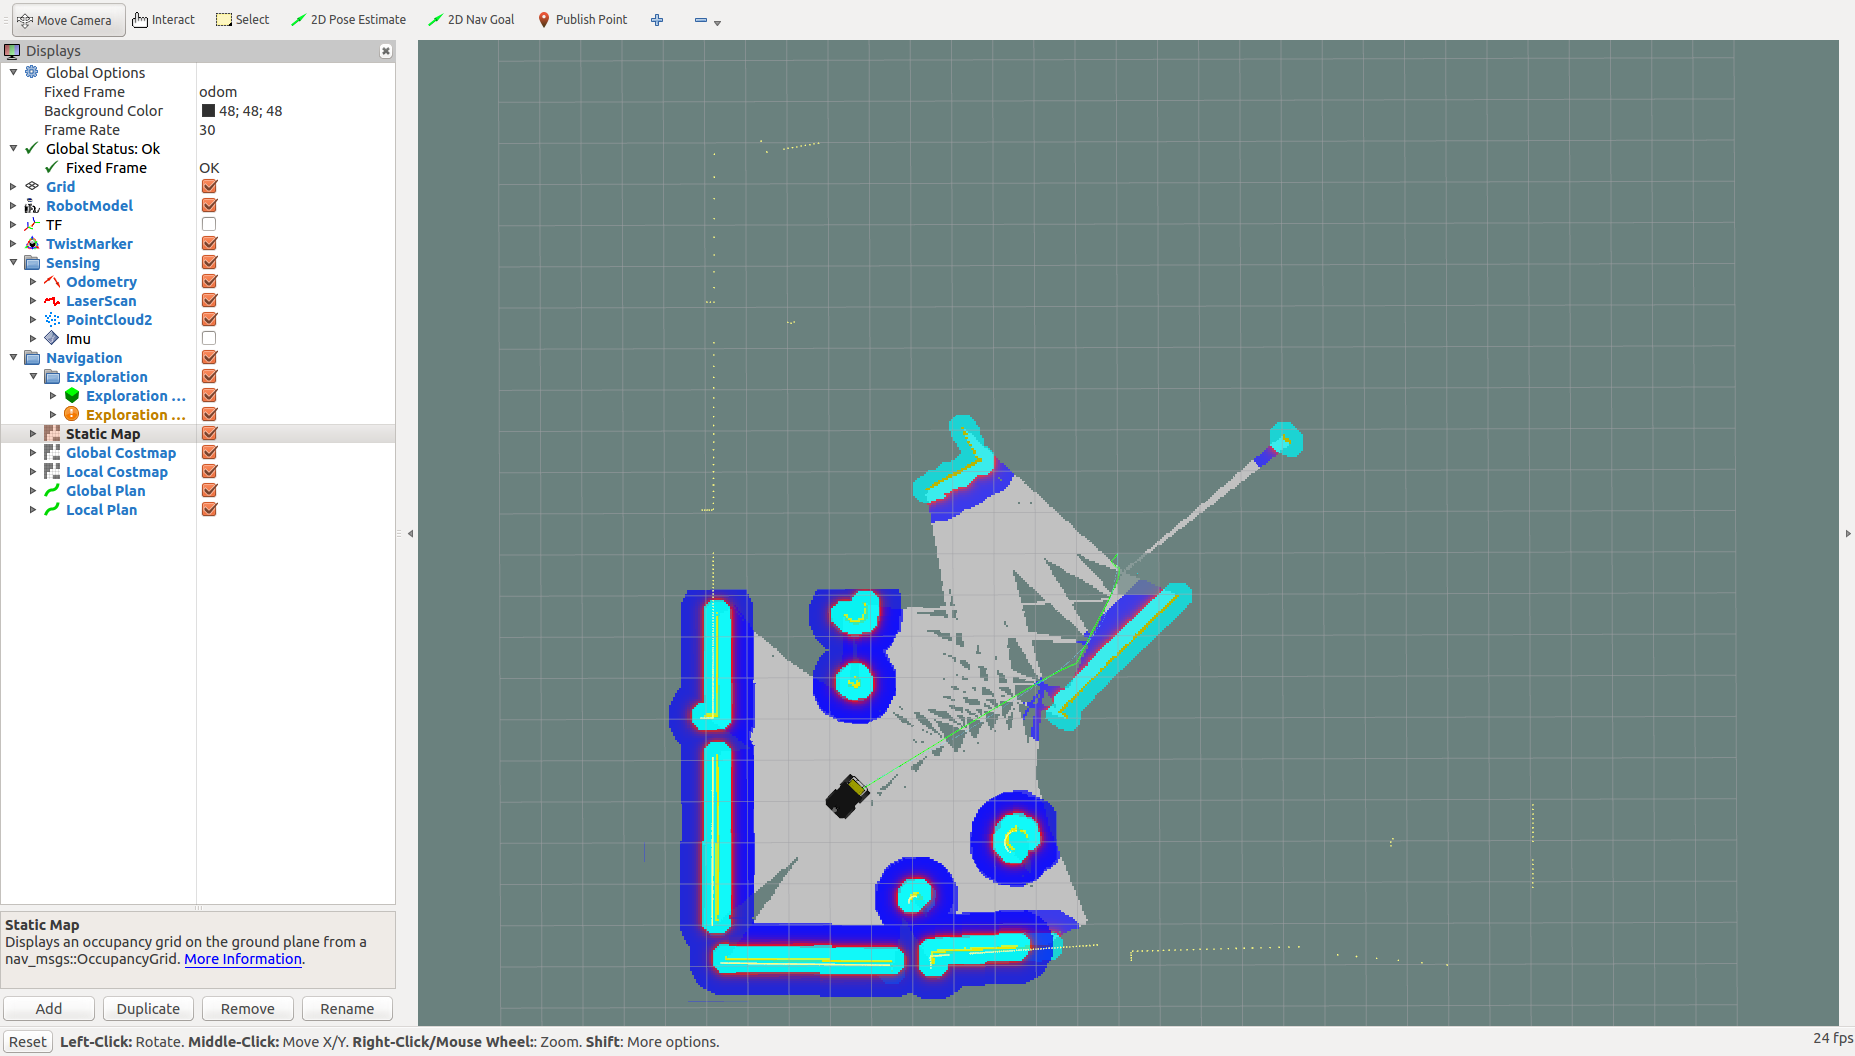 Move Camera Interact Select 2D Pose Estimate 2D Nav Goal Publish Point
Displays
Global Options
Fixed Frame odom
Background Color 48; 48; 48
Frame Rate 30
Global Status: Ok
Fixed Frame OK
Grid
RobotModel
TF
TwistMarker
Sensing
Odometry
LaserScan
PointCloud2
Imu
Navigation
Exploration
Exploration ...
Exploration ...
Static Map
Global Costmap
Local Costmap
Global Plan
Local Plan
Static Map
Displays an occupancy grid on the ground plane from a
nav_msgs::OccupancyGrid. More Information.
Add Duplicate Remove Rename
Reset Left-Click: Rotate. Middle-Click: Move X/Y. Right-Click/Mouse Wheel:: Zoom. Shift: More options. 24 fps